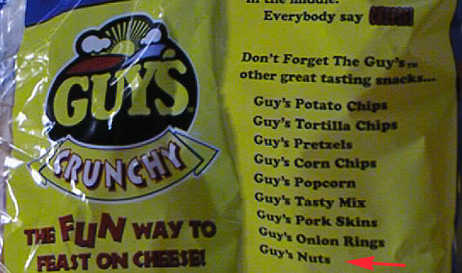 GUY'S
CRUNCHY
THE FUN WAY TO
FEAST ON CHEESE!
in the middle.
Everybody say
Don't Forget The Guy's TM
other great tasting snacks...
Guy's Potato Chips
Guy's Tortilla Chips
Guy's Pretzels
Guy's Corn Chips
Guy's Popcorn
Guy's Tasty Mix
Guy's Pork Skins
Guy's Onion Rings
Guy's Nuts